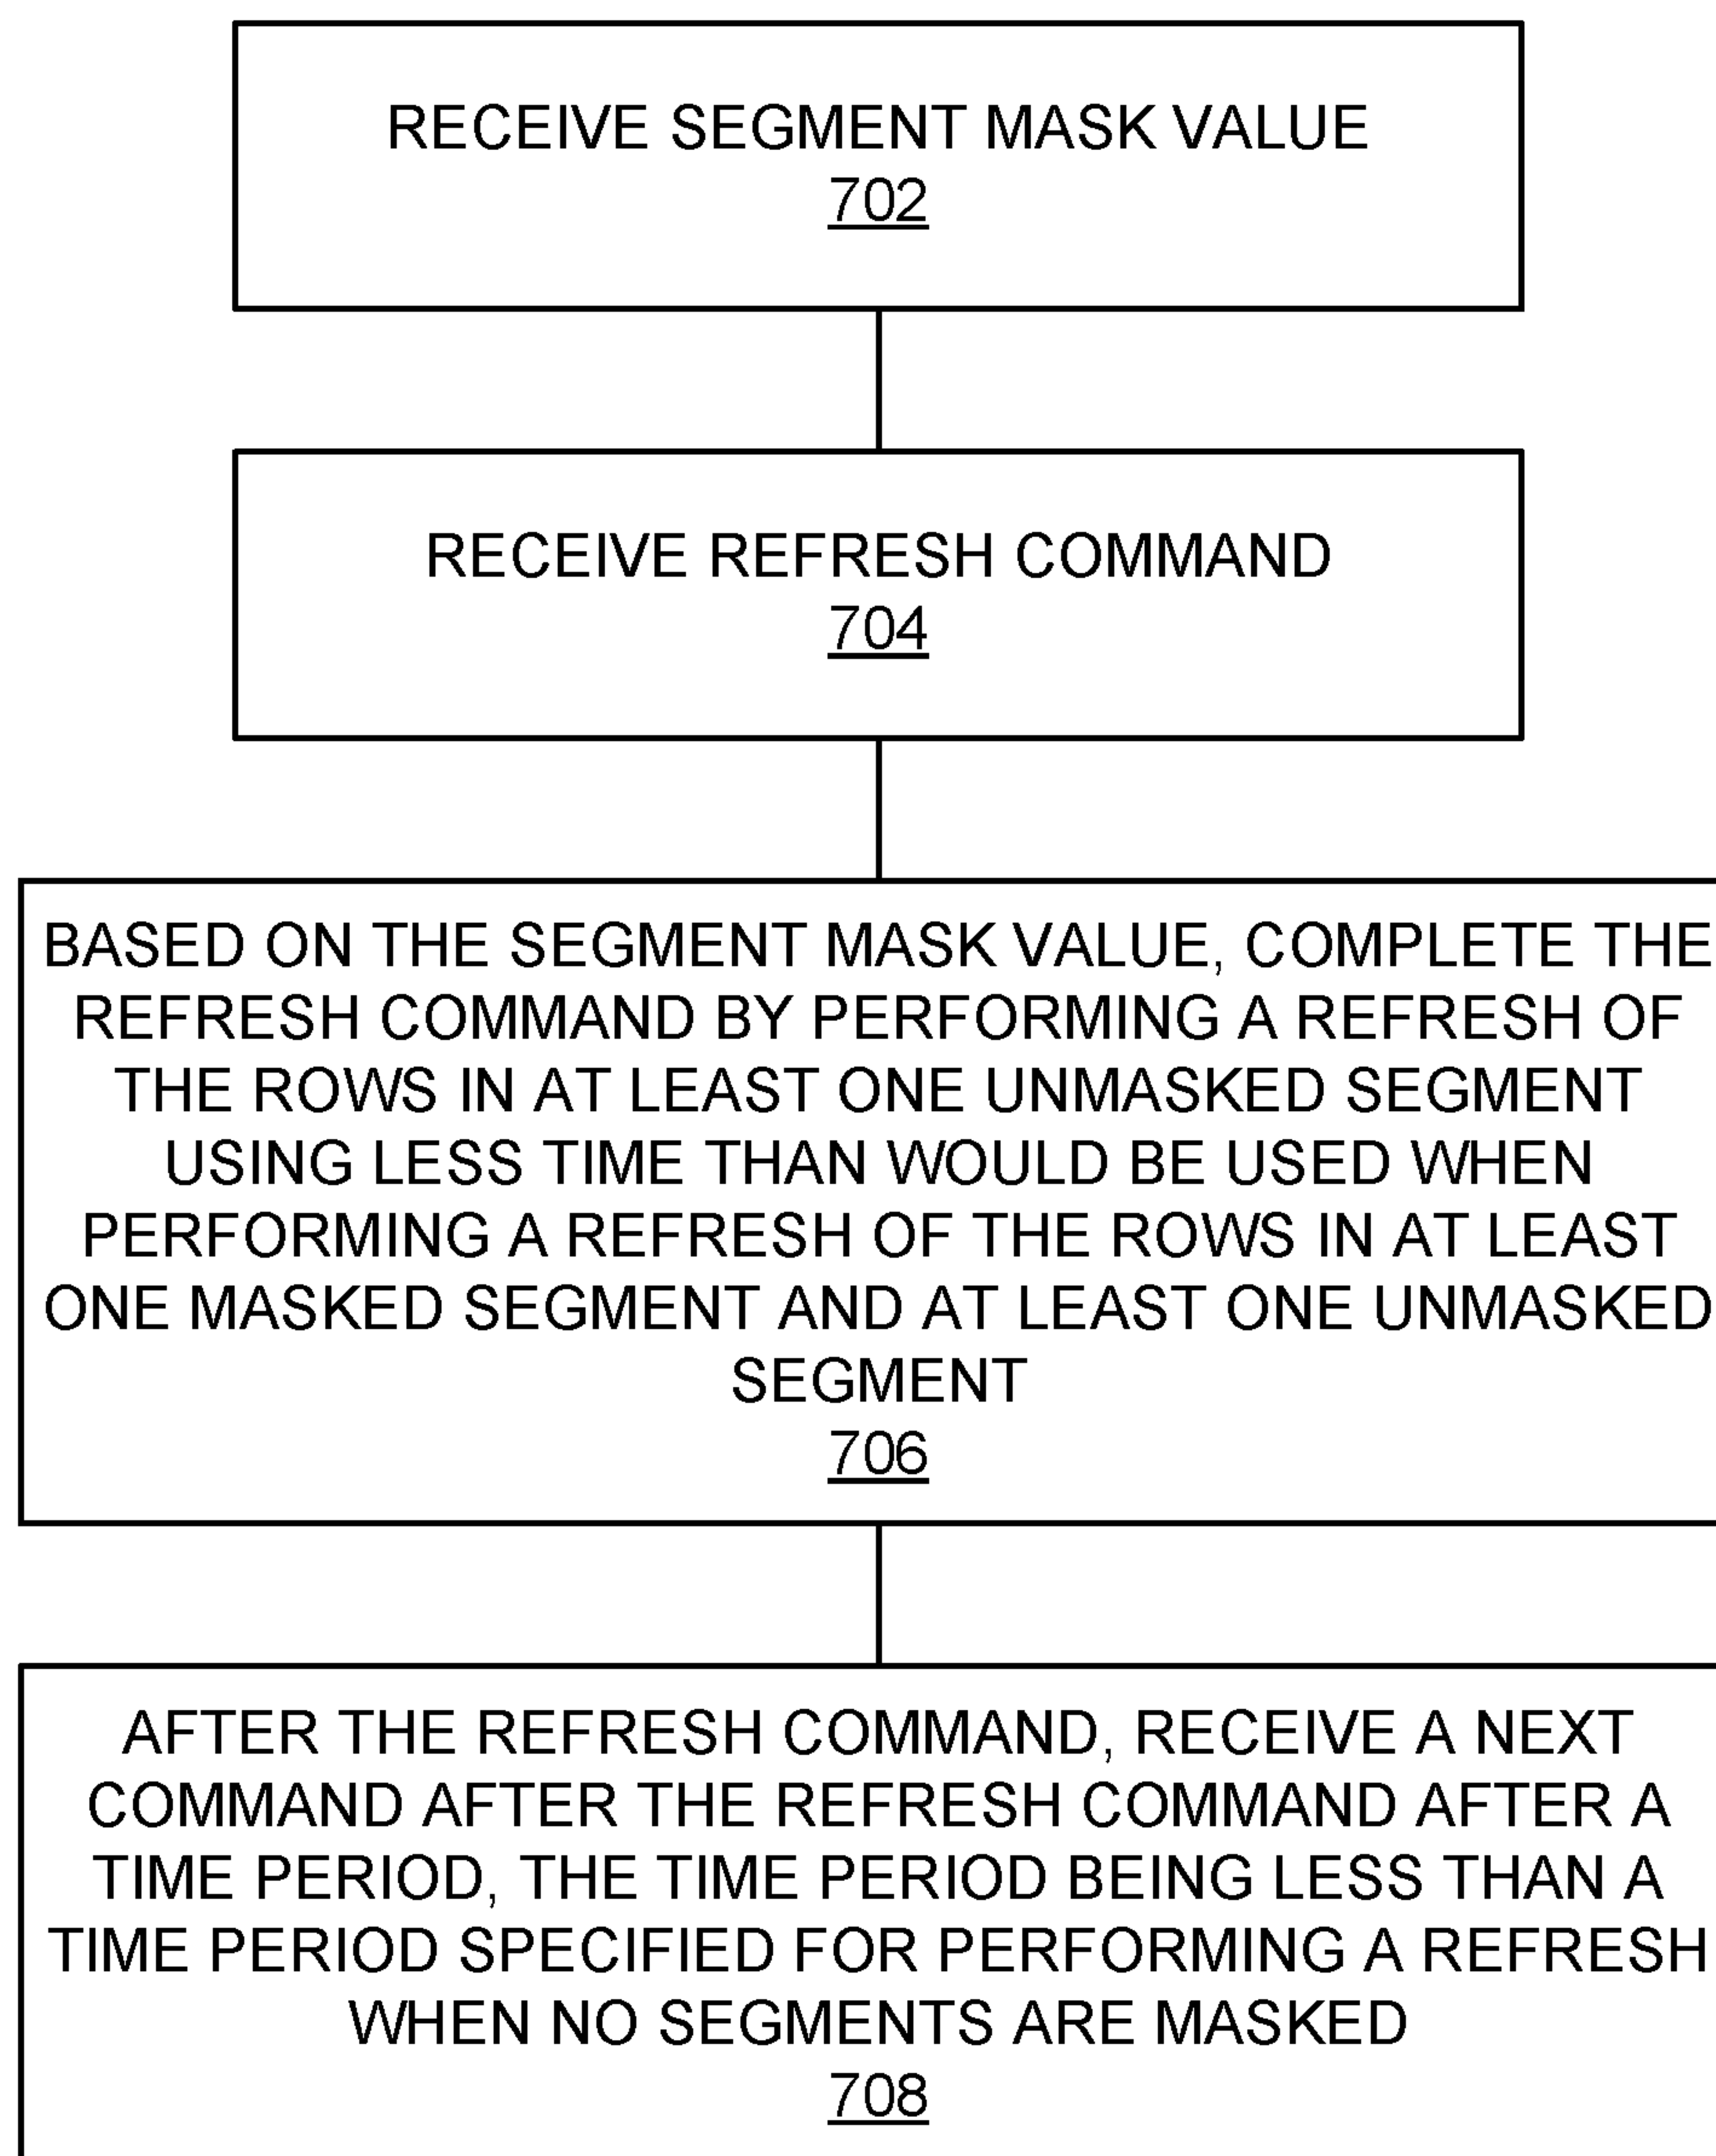 RECEIVE SEGMENT MASK VALUE
702
RECEIVE REFRESH COMMAND
704
BASED ON THE SEGMENT MASK VALUE, COMPLETE THE
REFRESH COMMAND BY PERFORMING A REFRESH OF
THE ROWS IN AT LEAST ONE UNMASKED SEGMENT
USING LESS TIME THAN WOULD BE USED WHEN
PERFORMING A REFRESH OF THE ROWS IN AT LEAST
ONE MASKED SEGMENT AND AT LEAST ONE UNMASKED
SEGMENT
706
AFTER THE REFRESH COMMAND, RECEIVE A NEXT
COMMAND AFTER THE REFRESH COMMAND AFTER A
TIME PERIOD, THE TIME PERIOD BEING LESS THAN A
TIME PERIOD SPECIFIED FOR PERFORMING A REFRESH
WHEN NO SEGMENTS ARE MASKED
708